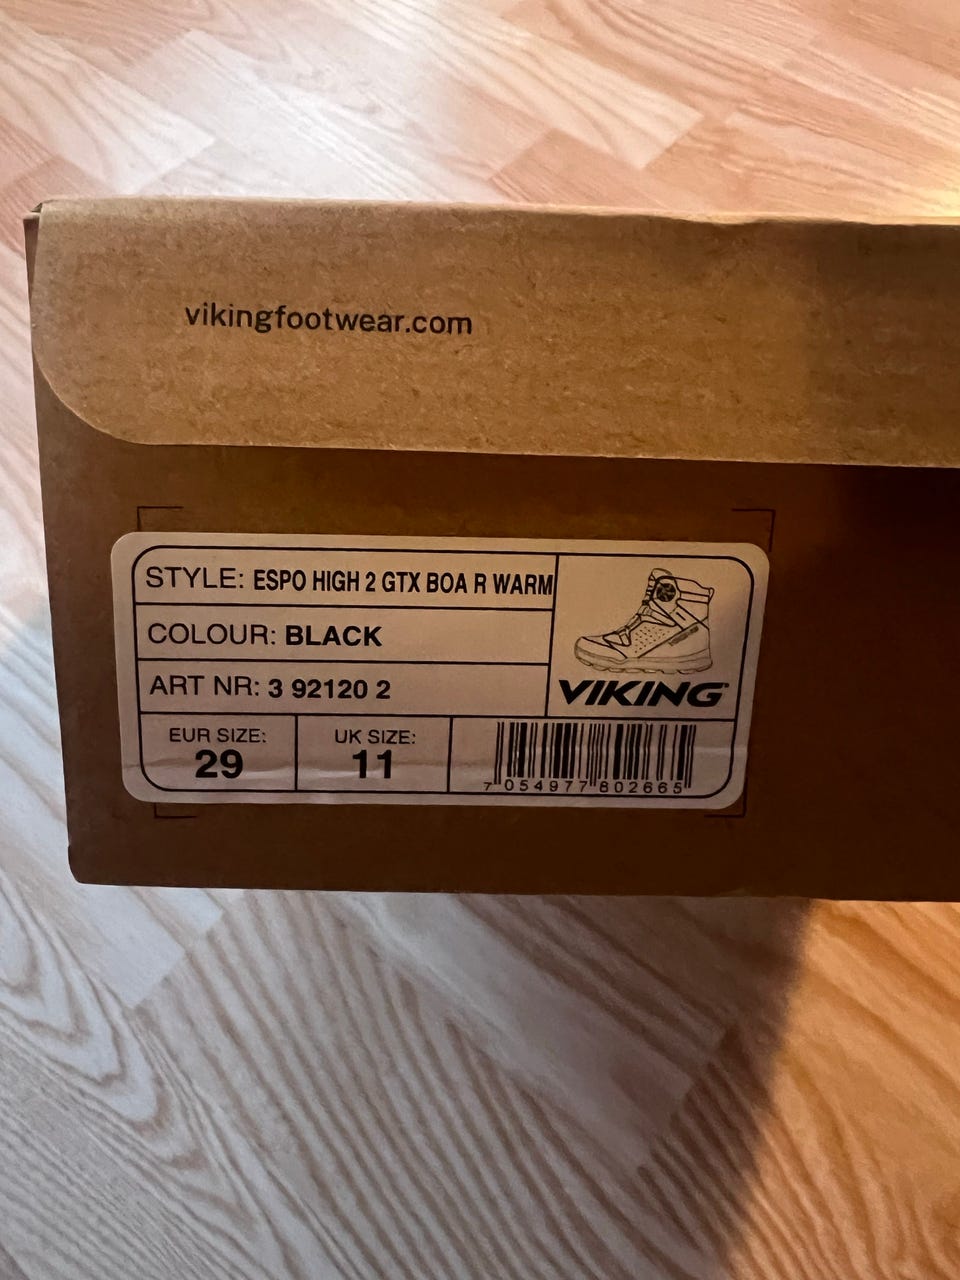 vikingfootwear.com
STYLE: ESPO HIGH 2 GTX BOA R WARM
COLOUR: BLACK
ART NR: 3 92120 2
VIKING
EUR SIZE:
29
UK SIZE:
11
7 054977 802665